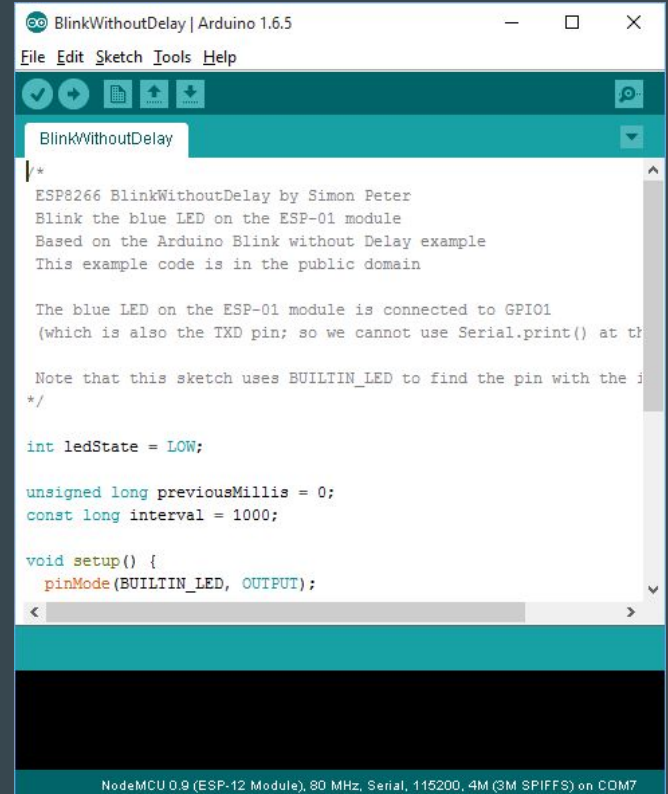 BlinkWithoutDelay | Arduino 1.6.5
File Edit Sketch Tools Help
BlinkWithoutDelay
/*
ESP8266 BlinkWithoutDelay by Simon Peter
Blink the blue LED on the ESP-01 module
Based on the Arduino Blink without Delay example
This example code is in the public domain
The blue LED on the ESP-01 module is connected to GPIO1
(which is also the TXD pin; so we cannot use Serial.print() at
Note that this sketch uses BUILTIN_LED to find the pin with the
*/
int ledState = LOW;
unsigned long previousMillis = 0;
const long interval = 1000;
void setup() {
pinMode(BUILTIN_LED, OUTPUT);
NodeMCU 0.9 (ESP-12 Module), 80 MHz, Serial, 115200, 4M (3M SPIFFS) on COM7